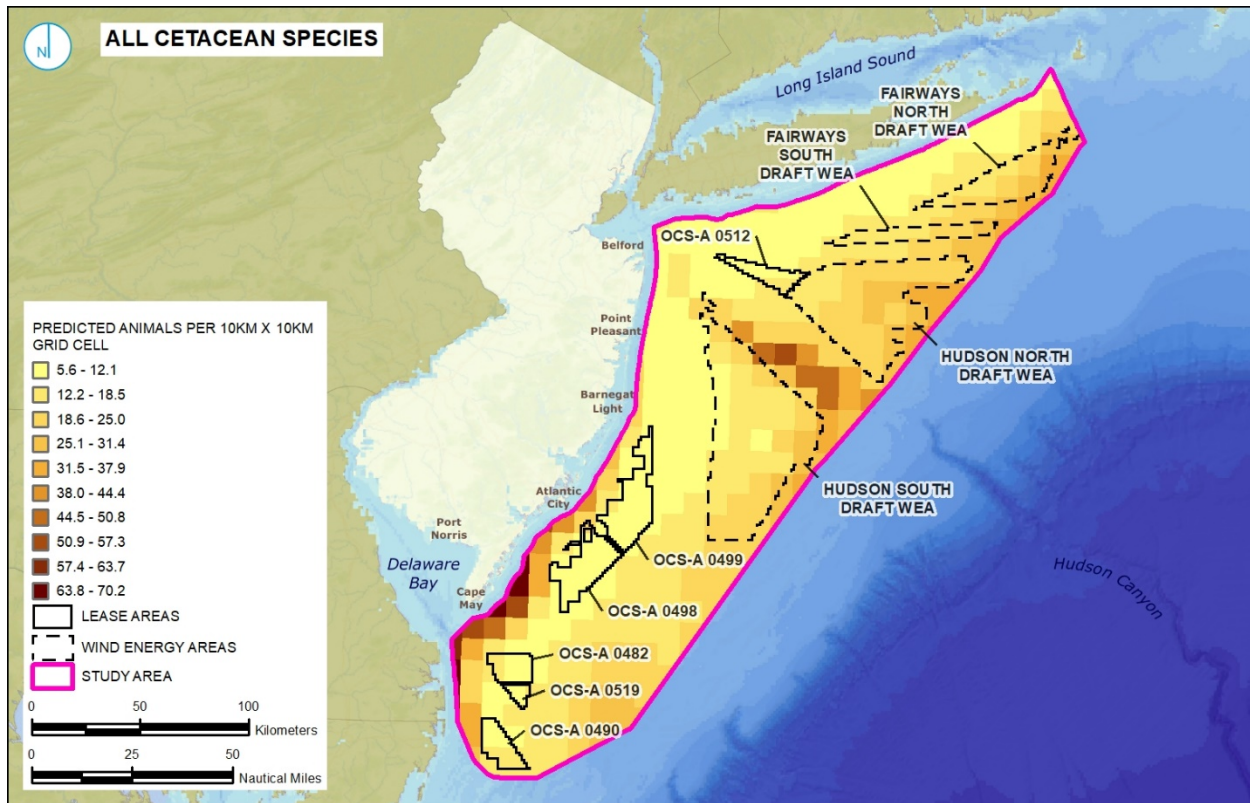 N
ALL CETACEAN SPECIES
Long Island Sound
FAIRWAYS
NORTH
DRAFT WEA
FAIRWAYS
SOUTH
DRAFT WEA
OCS-A 0512
Belford
Point
Pleasant
HUDSON NORTH
DRAFT WEA
Barnegat
Light
HUDSON SOUTH
DRAFT WEA
Atlantic
City
Port
Norris
Delaware
Bay
Cape
May
OCS-A 0499
OCS-A 0498
OCS-A 0482
OCS-A 0519
OCS-A 0490
Hudson Canyon
PREDICTED ANIMALS PER 10KM X 10KM
GRID CELL
5.6 - 12.1
12.2 - 18.5
18.6 - 25.0
25.1 - 31.4
31.5 - 37.9
38.0 - 44.4
44.5 - 50.8
50.9 - 57.3
57.4 - 63.7
63.8 - 70.2
LEASE AREAS
WIND ENERGY AREAS
STUDY AREA
0 50 100
Kilometers
0 25 50
Nautical Miles